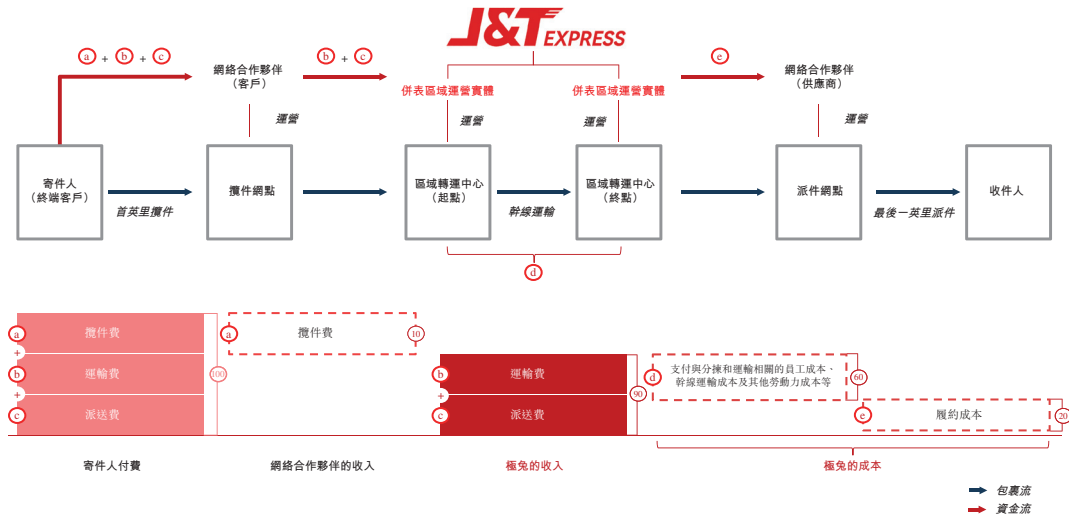 J&T EXPRESS
a + b + c
網絡合作夥伴
（客戶）
b + c
併表區域運營實體
併表區域運營實體
e
網絡合作夥伴
（供應商）
運營
運營
運營
運營
寄件人
（終端客戶）
首英里攬件
攬件網點
區域轉運中心
（起點）
幹線運輸
區域轉運中心
（終點）
派件網點
最後一英里派件
收件人
d
a
攬件費
+
b
運輸費
+
c
派送費
100
a
攬件費
10
b
運輸費
+
c
派送費
90
d
支付與分揀和運輸相關的員工成本、
幹線運輸成本及其他勞動力成本等
60
e
履約成本
20
寄件人付費
網絡合作夥伴的收入
極兔的收入
極兔的成本
包裹流
資金流